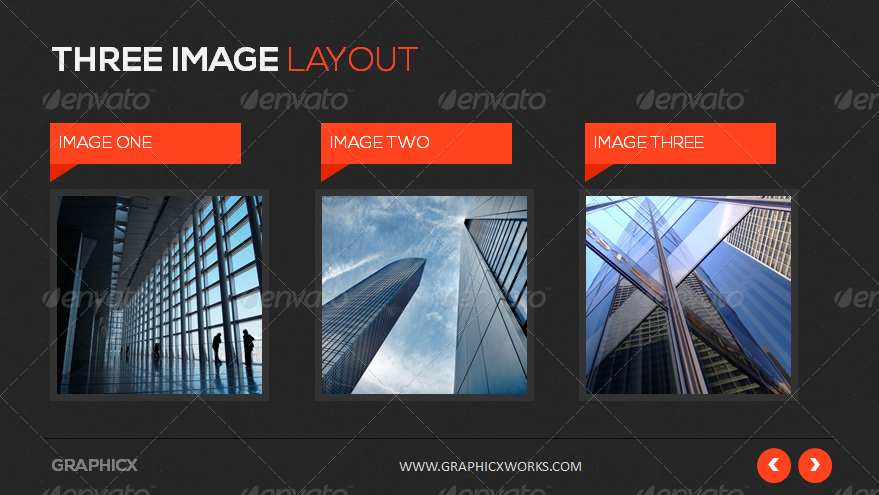 THREE IMAGE LAYOUT
envato envato envato envato envato
IMAGE ONE
IMAGE TWO
IMAGE THREE
envato envato envato envato envato
GRAPHICX
WWW.GRAPHICXWORKS.COM